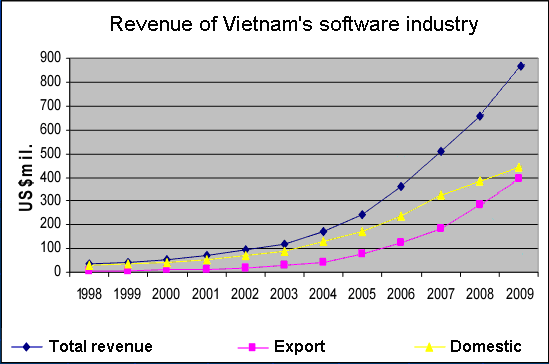 Revenue of Vietnam's software industry
900
800
700
600
500
400
300
200
100
0
US$mil.
1998 1999 2000 2001 2002 2003 2004 2005 2006 2007 2008 2009
Total revenue Export Domestic